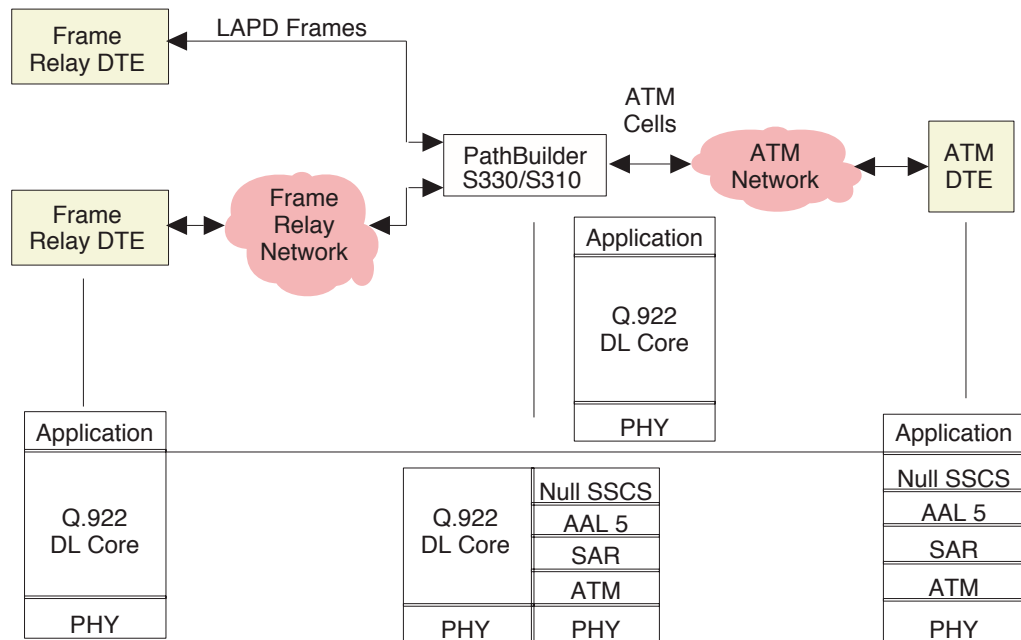 Frame
Relay DTE
LAPD Frames
ATM
Cells
PathBuilder
S330/S310
ATM
Network
ATM
DTE
Frame
Relay DTE
Frame
Relay
Network
Application
Q.922
DL Core
PHY
Application
Q.922
DL Core
PHY
Q.922
DL Core
PHY
Null SSCS
AAL 5
SAR
ATM
PHY
Application
Null SSCS
AAL 5
SAR
ATM
PHY